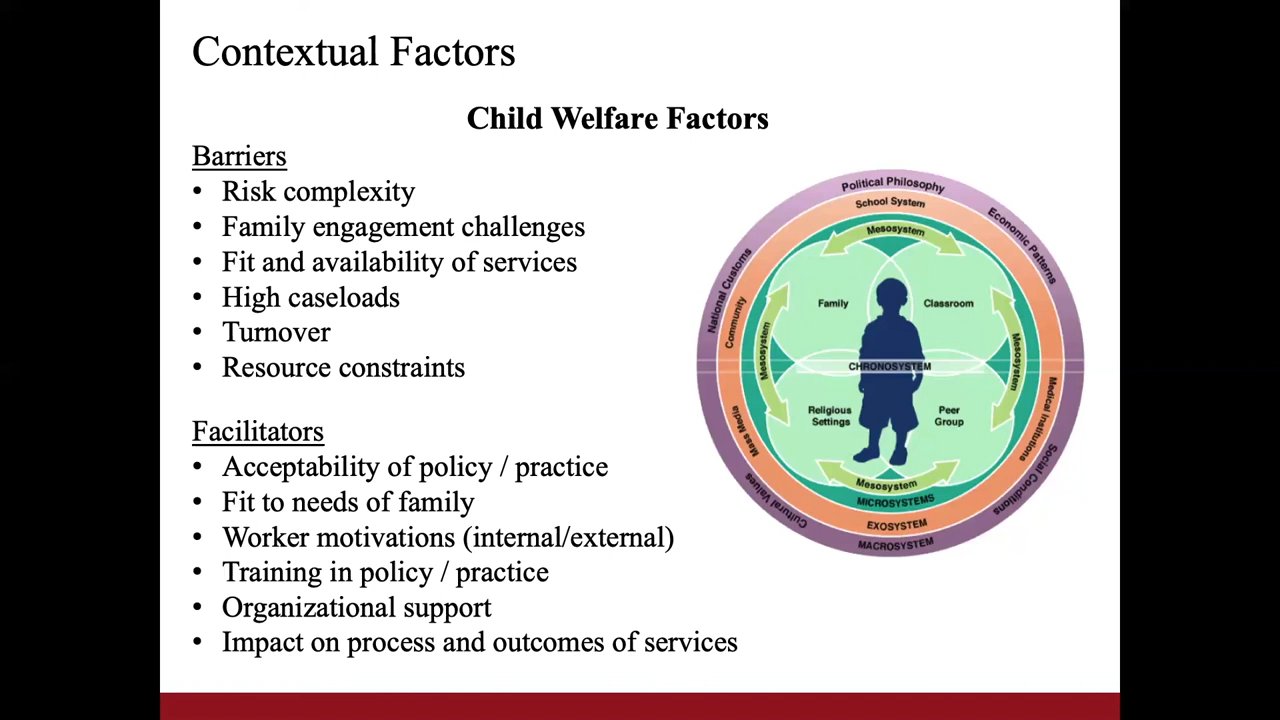 Contextual Factors
Child Welfare Factors
Barriers
• Risk complexity
• Family engagement challenges
• Fit and availability of services
• High caseloads
• Turnover
• Resource constraints
Facilitators
• Acceptability of policy / practice
• Fit to needs of family
• Worker motivations (internal/external)
• Training in policy / practice
• Organizational support
• Impact on process and outcomes of services
Political Philosophy
School System
Mesosystem
Economic Patterns
National Customs
Community
Family
Classroom
Mesosystem
Mesosystem
CHRONOSYSTEM
Religious
Settings
Peer
Group
Mass Media
Medical Institutions
Cultural Values
Social Conditions
Mesosystem
MICROSYSTEMS
EXOSYSTEM
MACROSYSTEM